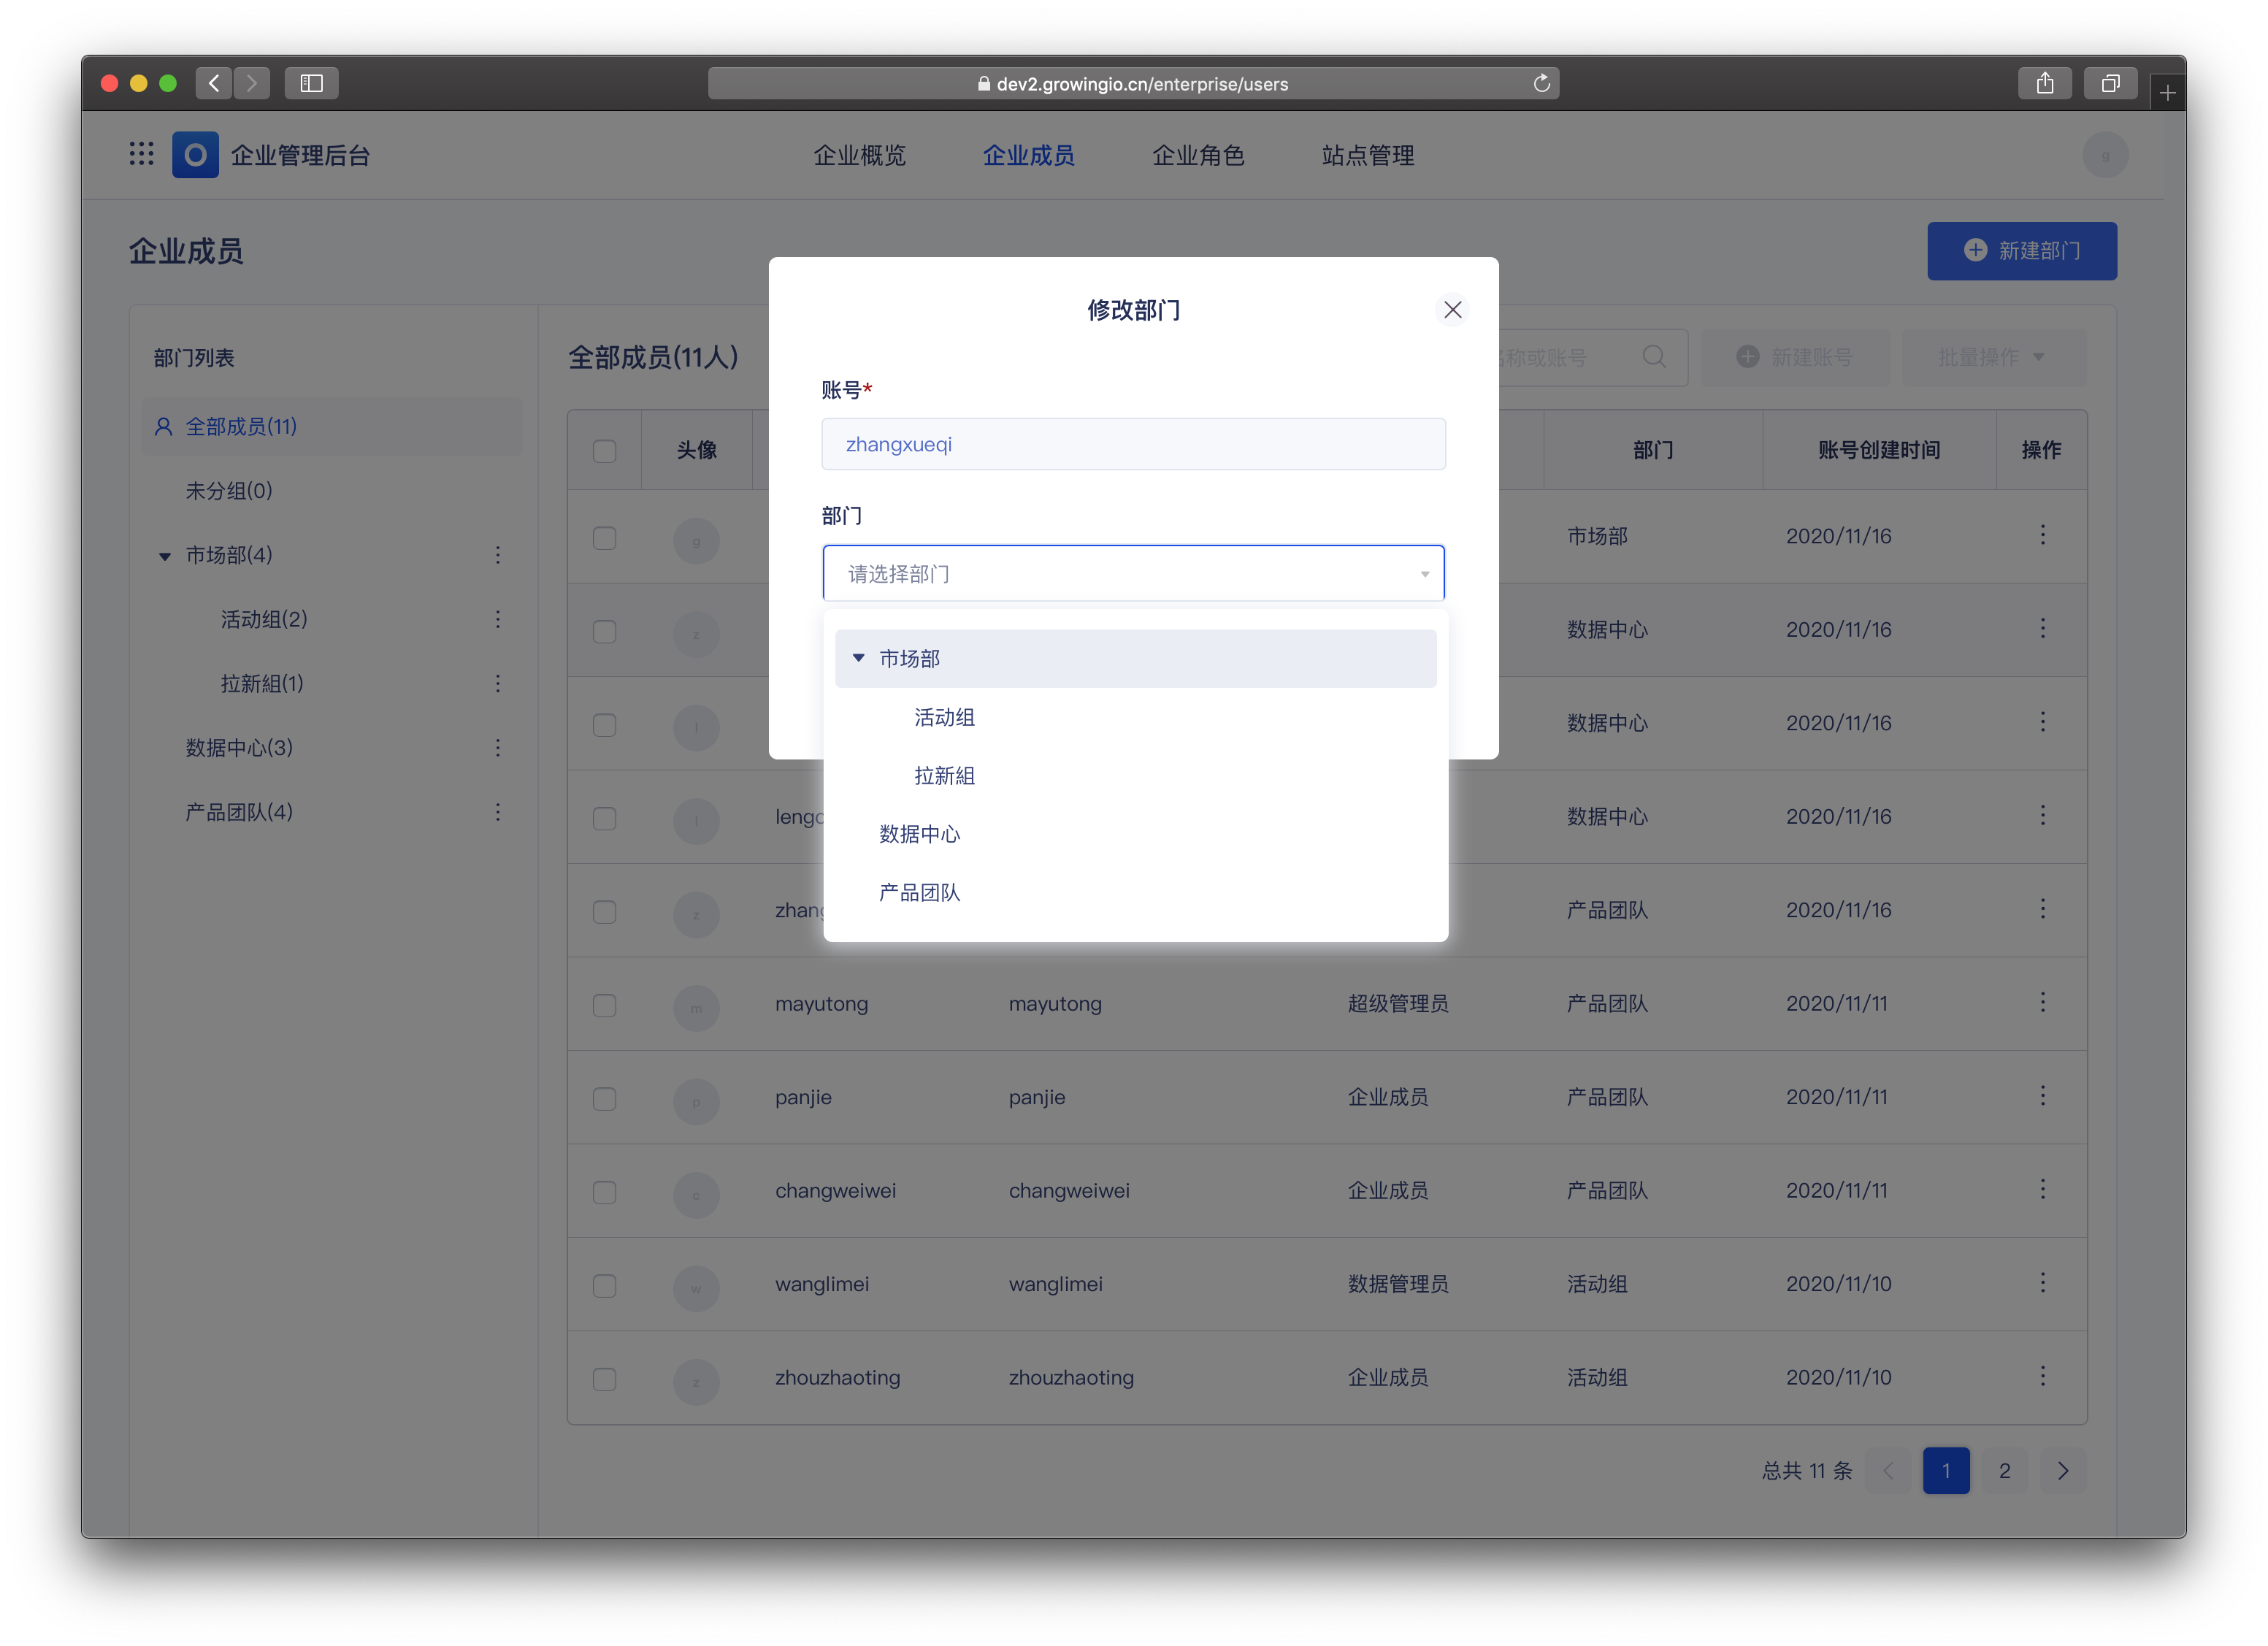 dev2.growingio.cn/enterprise/users
企业管理后台
企业概览
企业成员
企业角色
站点管理
g
企业成员
新建部门
部门列表
全部成员(11)
未分组(0)
市场部(4)
活动组(2)
拉新組(1)
数据中心(3)
产品团队(4)
全部成员(11人)
称或账号
新建账号
批量操作
头像
部门
账号创建时间
操作
g
市场部
2020/11/16
z
数据中心
2020/11/16
l
数据中心
2020/11/16
l
数据中心
2020/11/16
z
产品团队
2020/11/16
m
mayutong
mayutong
超级管理员
产品团队
2020/11/11
p
panjie
panjie
企业成员
产品团队
2020/11/11
c
changweiwei
changweiwei
企业成员
产品团队
2020/11/11
w
wanglimei
wanglimei
数据管理员
活动组
2020/11/10
z
zhouzhaoting
zhouzhaoting
企业成员
活动组
2020/11/10
总共 11 条
1
2
修改部门
账号*
zhangxueqi
部门
请选择部门
市场部
活动组
拉新組
数据中心
产品团队